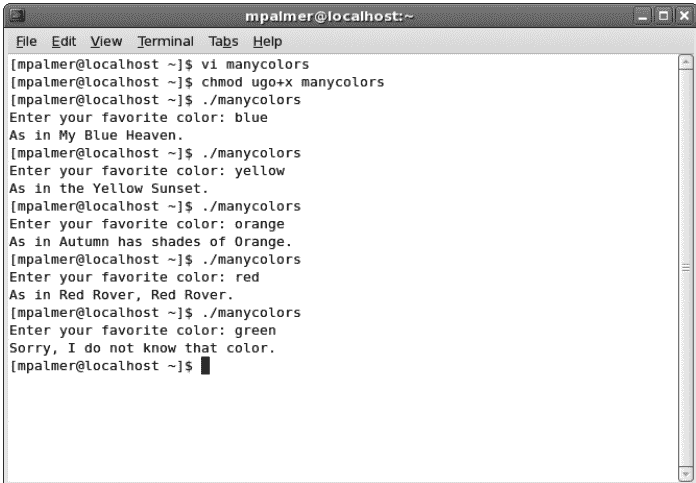 mpalmer@localhost:~
File Edit View Terminal Tabs Help
[mpalmer@localhost ~]$ vi manycolors
[mpalmer@localhost ~]$ chmod ugo+x manycolors
[mpalmer@localhost ~]$ ./manycolors
Enter your favorite color: blue
As in My Blue Heaven.
[mpalmer@localhost ~]$ ./manycolors
Enter your favorite color: yellow
As in the Yellow Sunset.
[mpalmer@localhost ~]$ ./manycolors
Enter your favorite color: orange
As in Autumn has shades of Orange.
[mpalmer@localhost ~]$ ./manycolors
Enter your favorite color: red
As in Red Rover, Red Rover.
[mpalmer@localhost ~]$ ./manycolors
Enter your favorite color: green
Sorry, I do not know that color.
[mpalmer@localhost ~]$